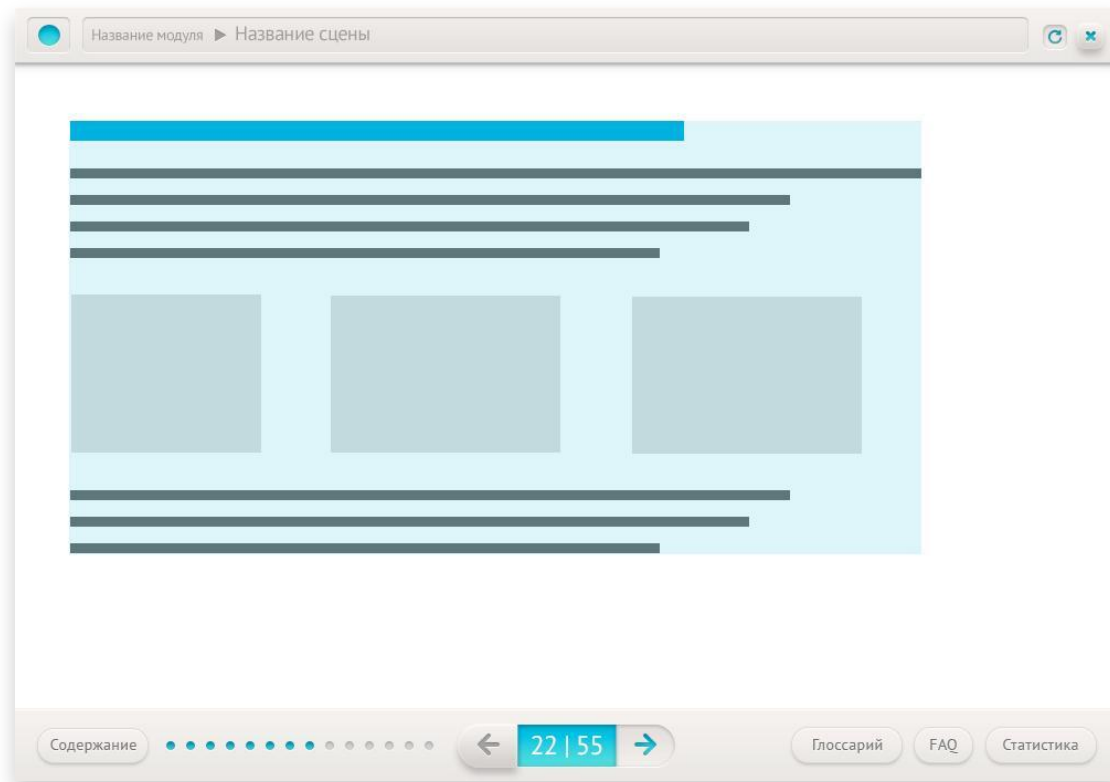 Название модуля ▶ Название сцены
Содержание
22 | 55
Глоссарий
FAQ
Статистика